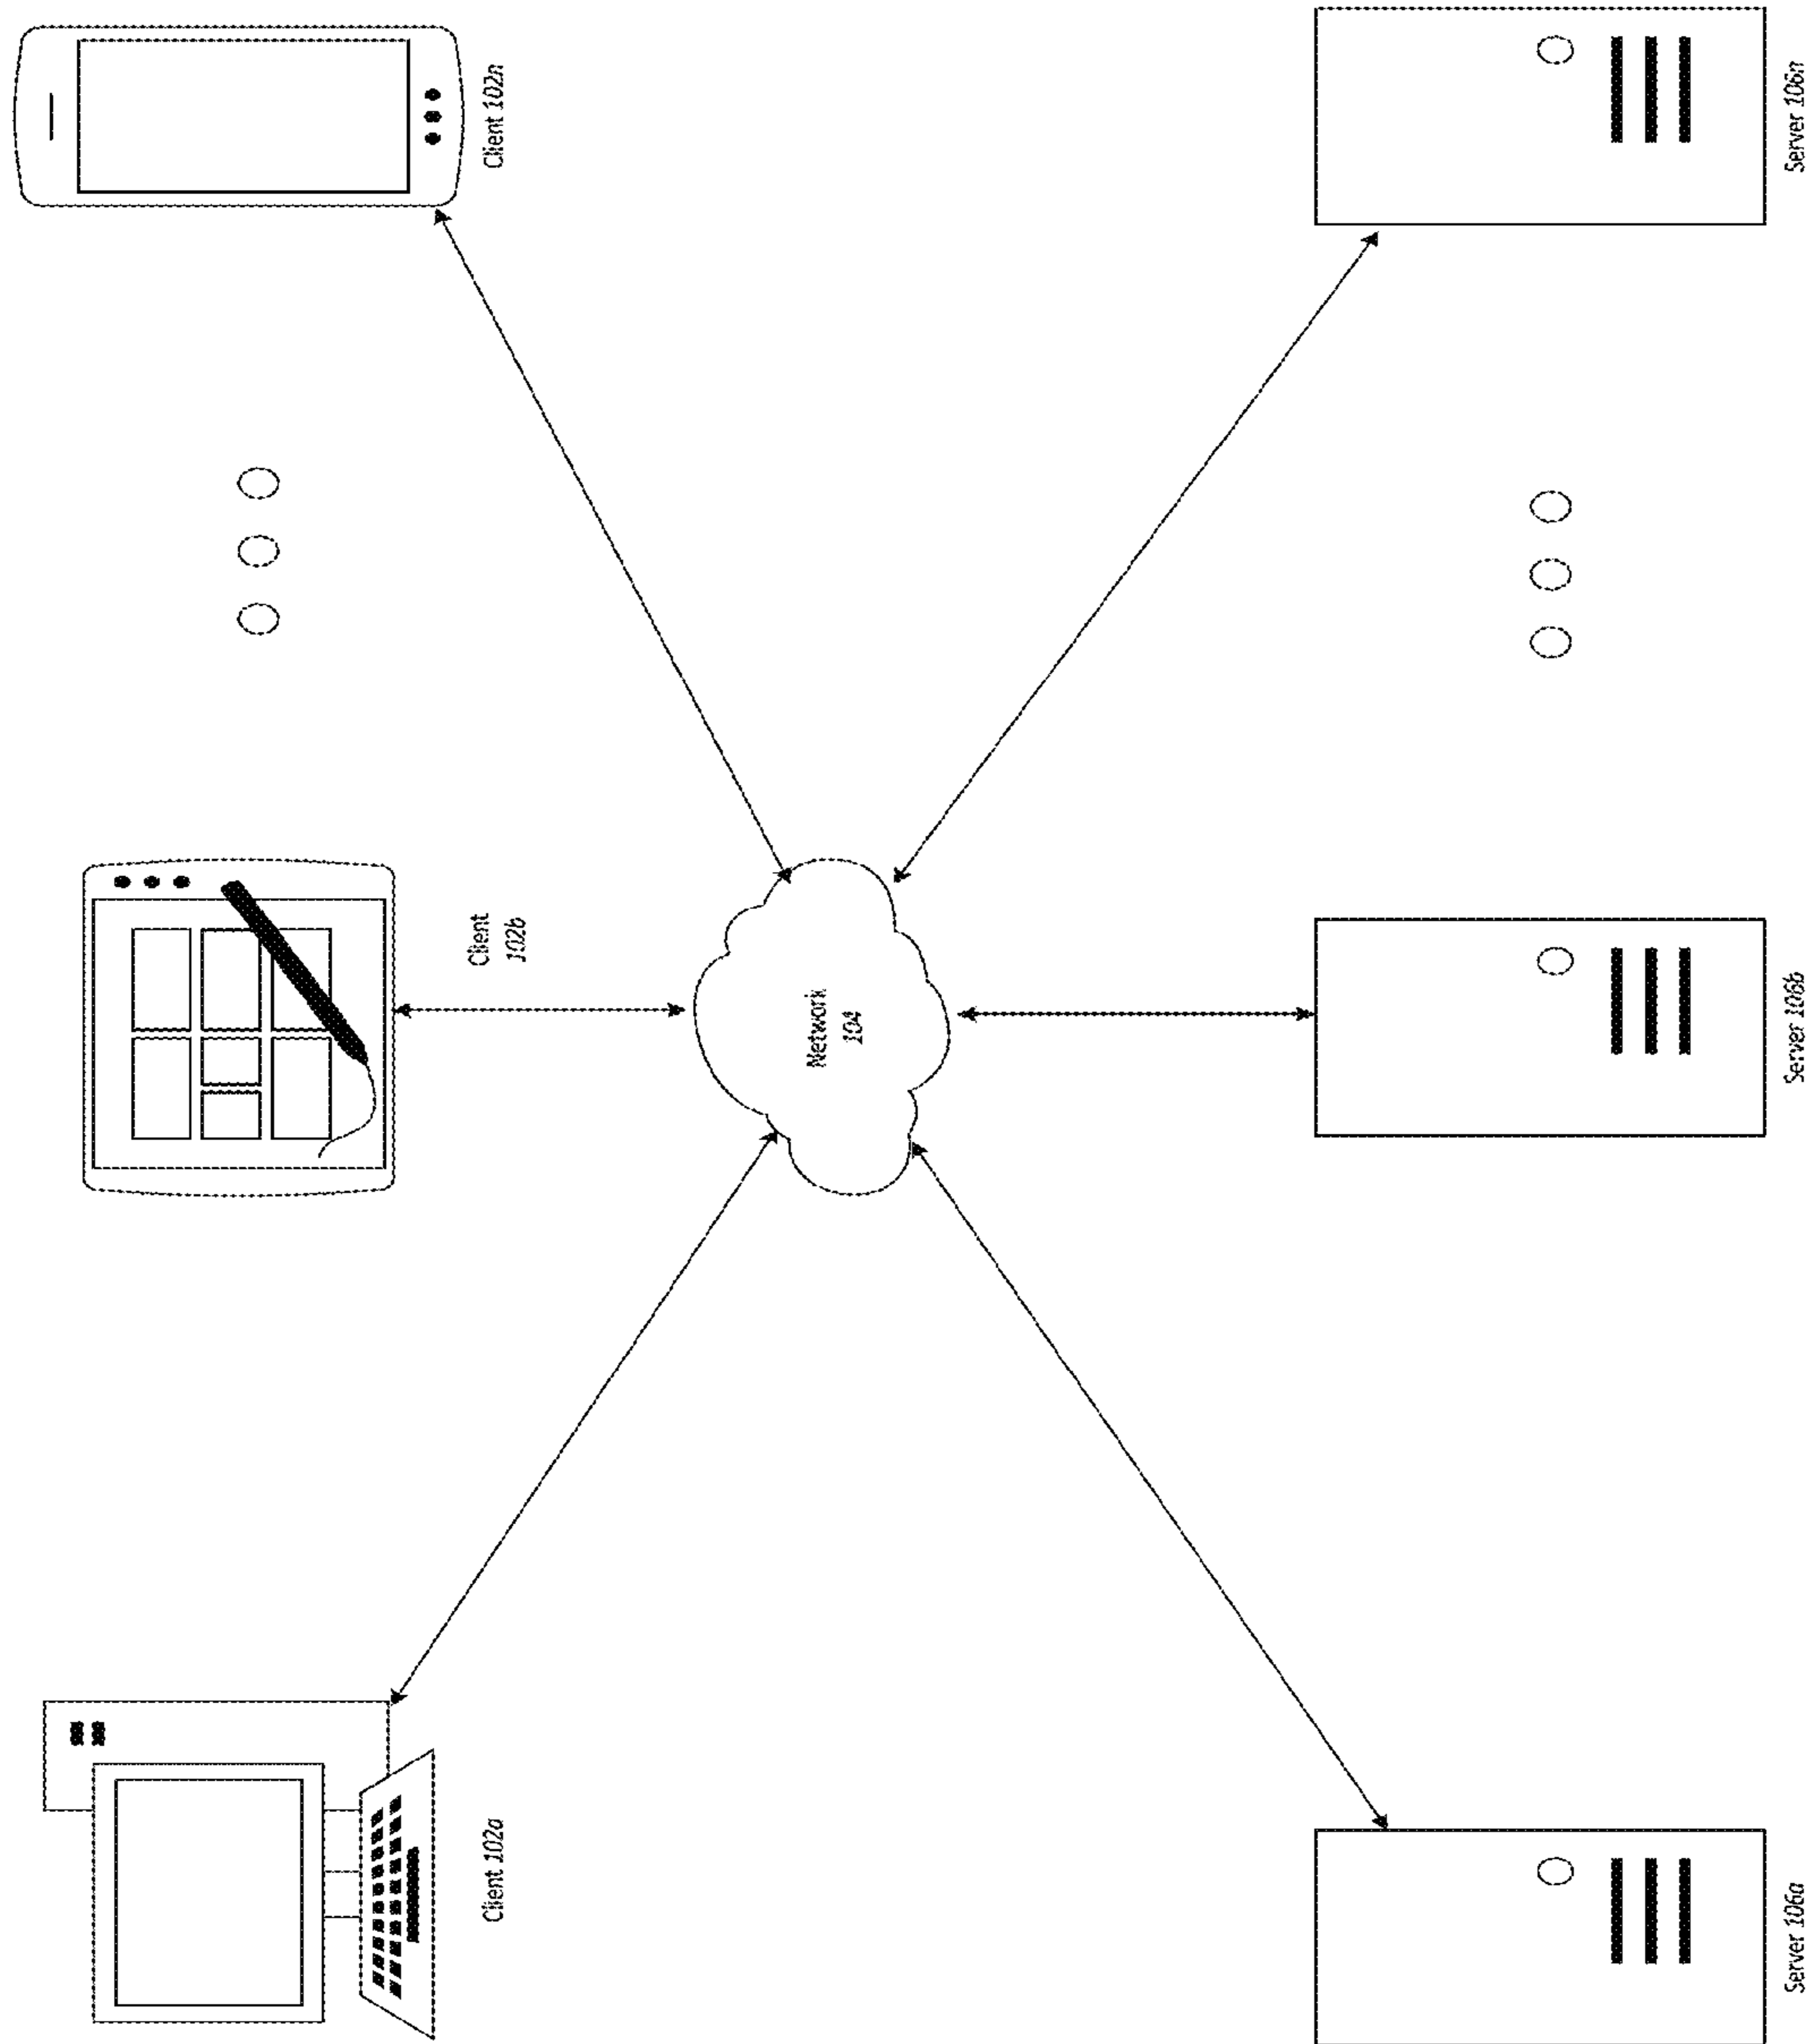 Client 102a
Client
102b
Client 102n
Network
104
Server 106a
Server 106b
Server 106n